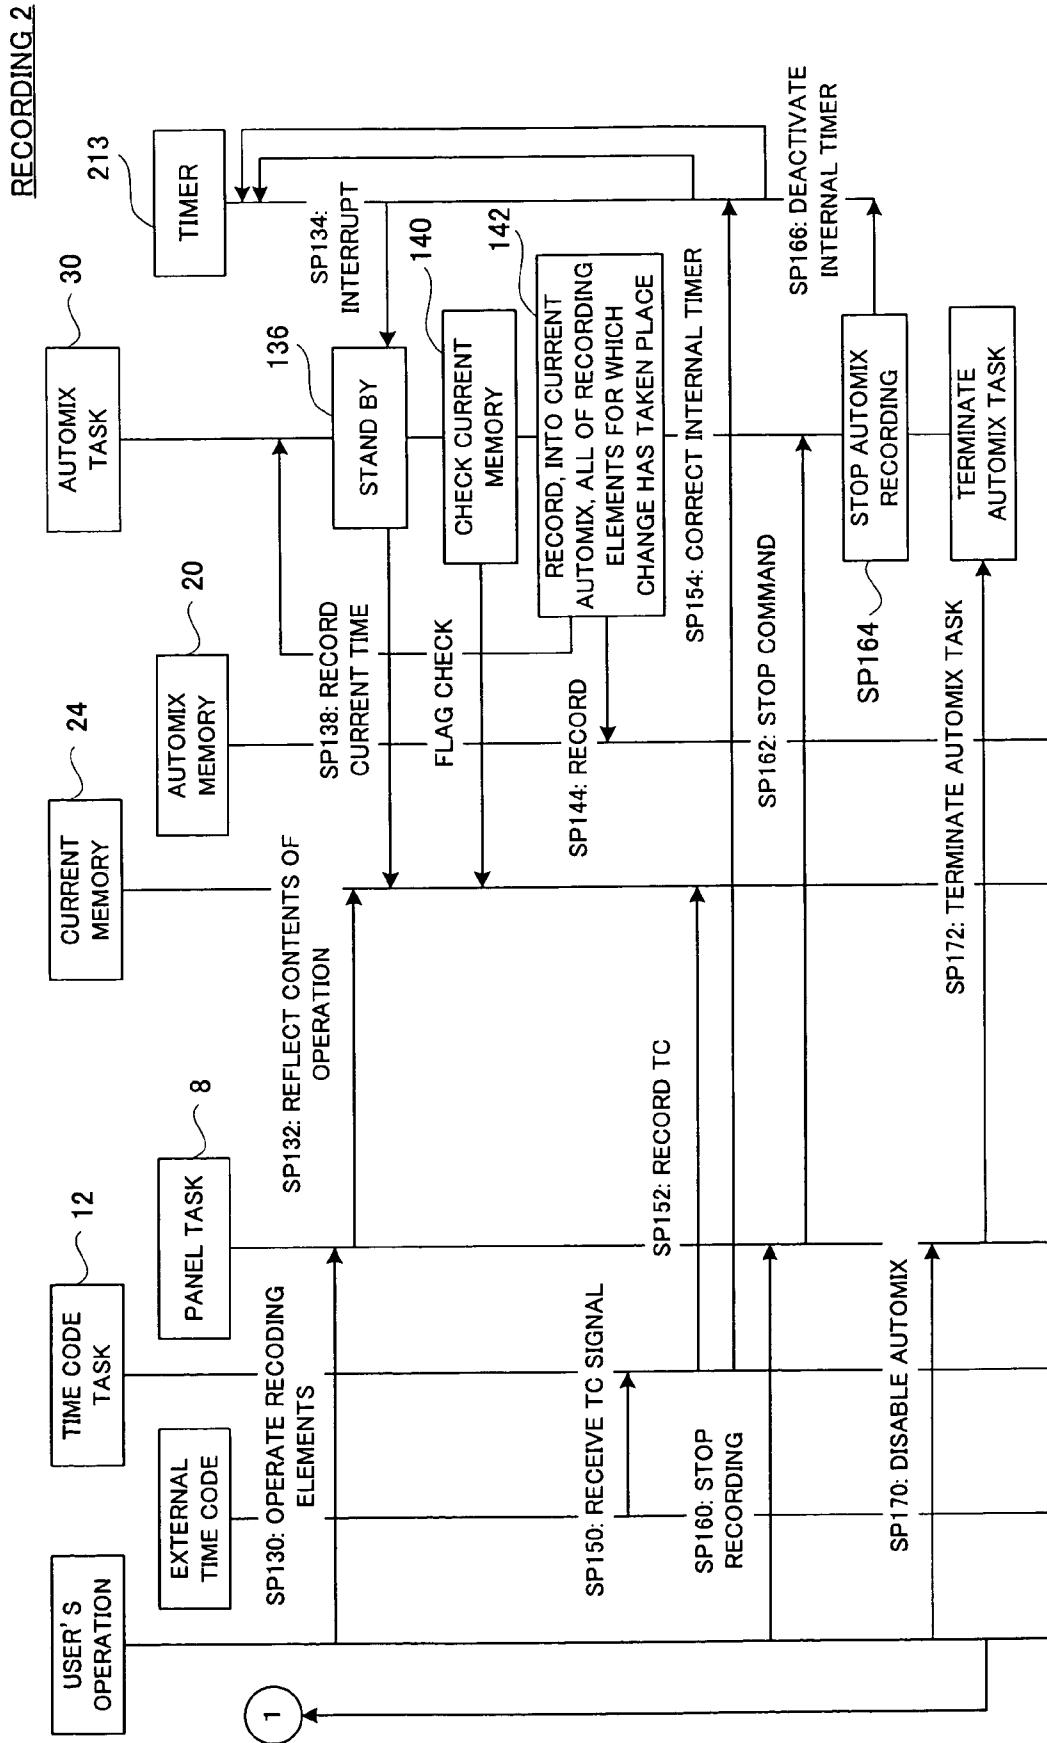 RECORDING 2
USER'S
OPERATION
EXTERNAL
TIME CODE
TIME CODE
TASK
12
PANEL TASK
8
CURRENT
MEMORY
24
AUTOMIX
MEMORY
20
AUTOMIX
TASK
30
TIMER
213
1
SP130: OPERATE RECODING
ELEMENTS
SP132: REFLECT CONTENTS OF
OPERATION
SP134:
INTERRUPT
136
STAND BY
SP138: RECORD
CURRENT TIME
140
CHECK CURRENT
MEMORY
FLAG CHECK
142
RECORD, INTO CURRENT
AUTOMIX, ALL OF RECORDING
ELEMENTS FOR WHICH
CHANGE HAS TAKEN PLACE
SP144: RECORD
SP150: RECEIVE TC SIGNAL
SP152: RECORD TC
SP154: CORRECT INTERNAL TIMER
SP160: STOP
RECORDING
SP162: STOP COMMAND
SP164
STOP AUTOMIX
RECORDING
SP166: DEACTIVATE
INTERNAL TIMER
SP170: DISABLE AUTOMIX
SP172: TERMINATE AUTOMIX TASK
TERMINATE
AUTOMIX TASK